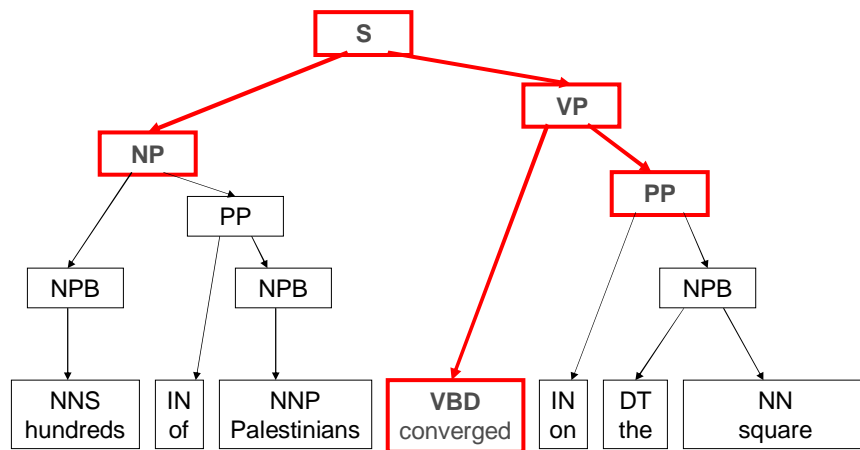 S
VP
NP
PP
PP
NPB
NPB
NPB
NNS
hundreds
IN
of
NNP
Palestinians
VBD
converged
IN
on
DT
the
NN
square